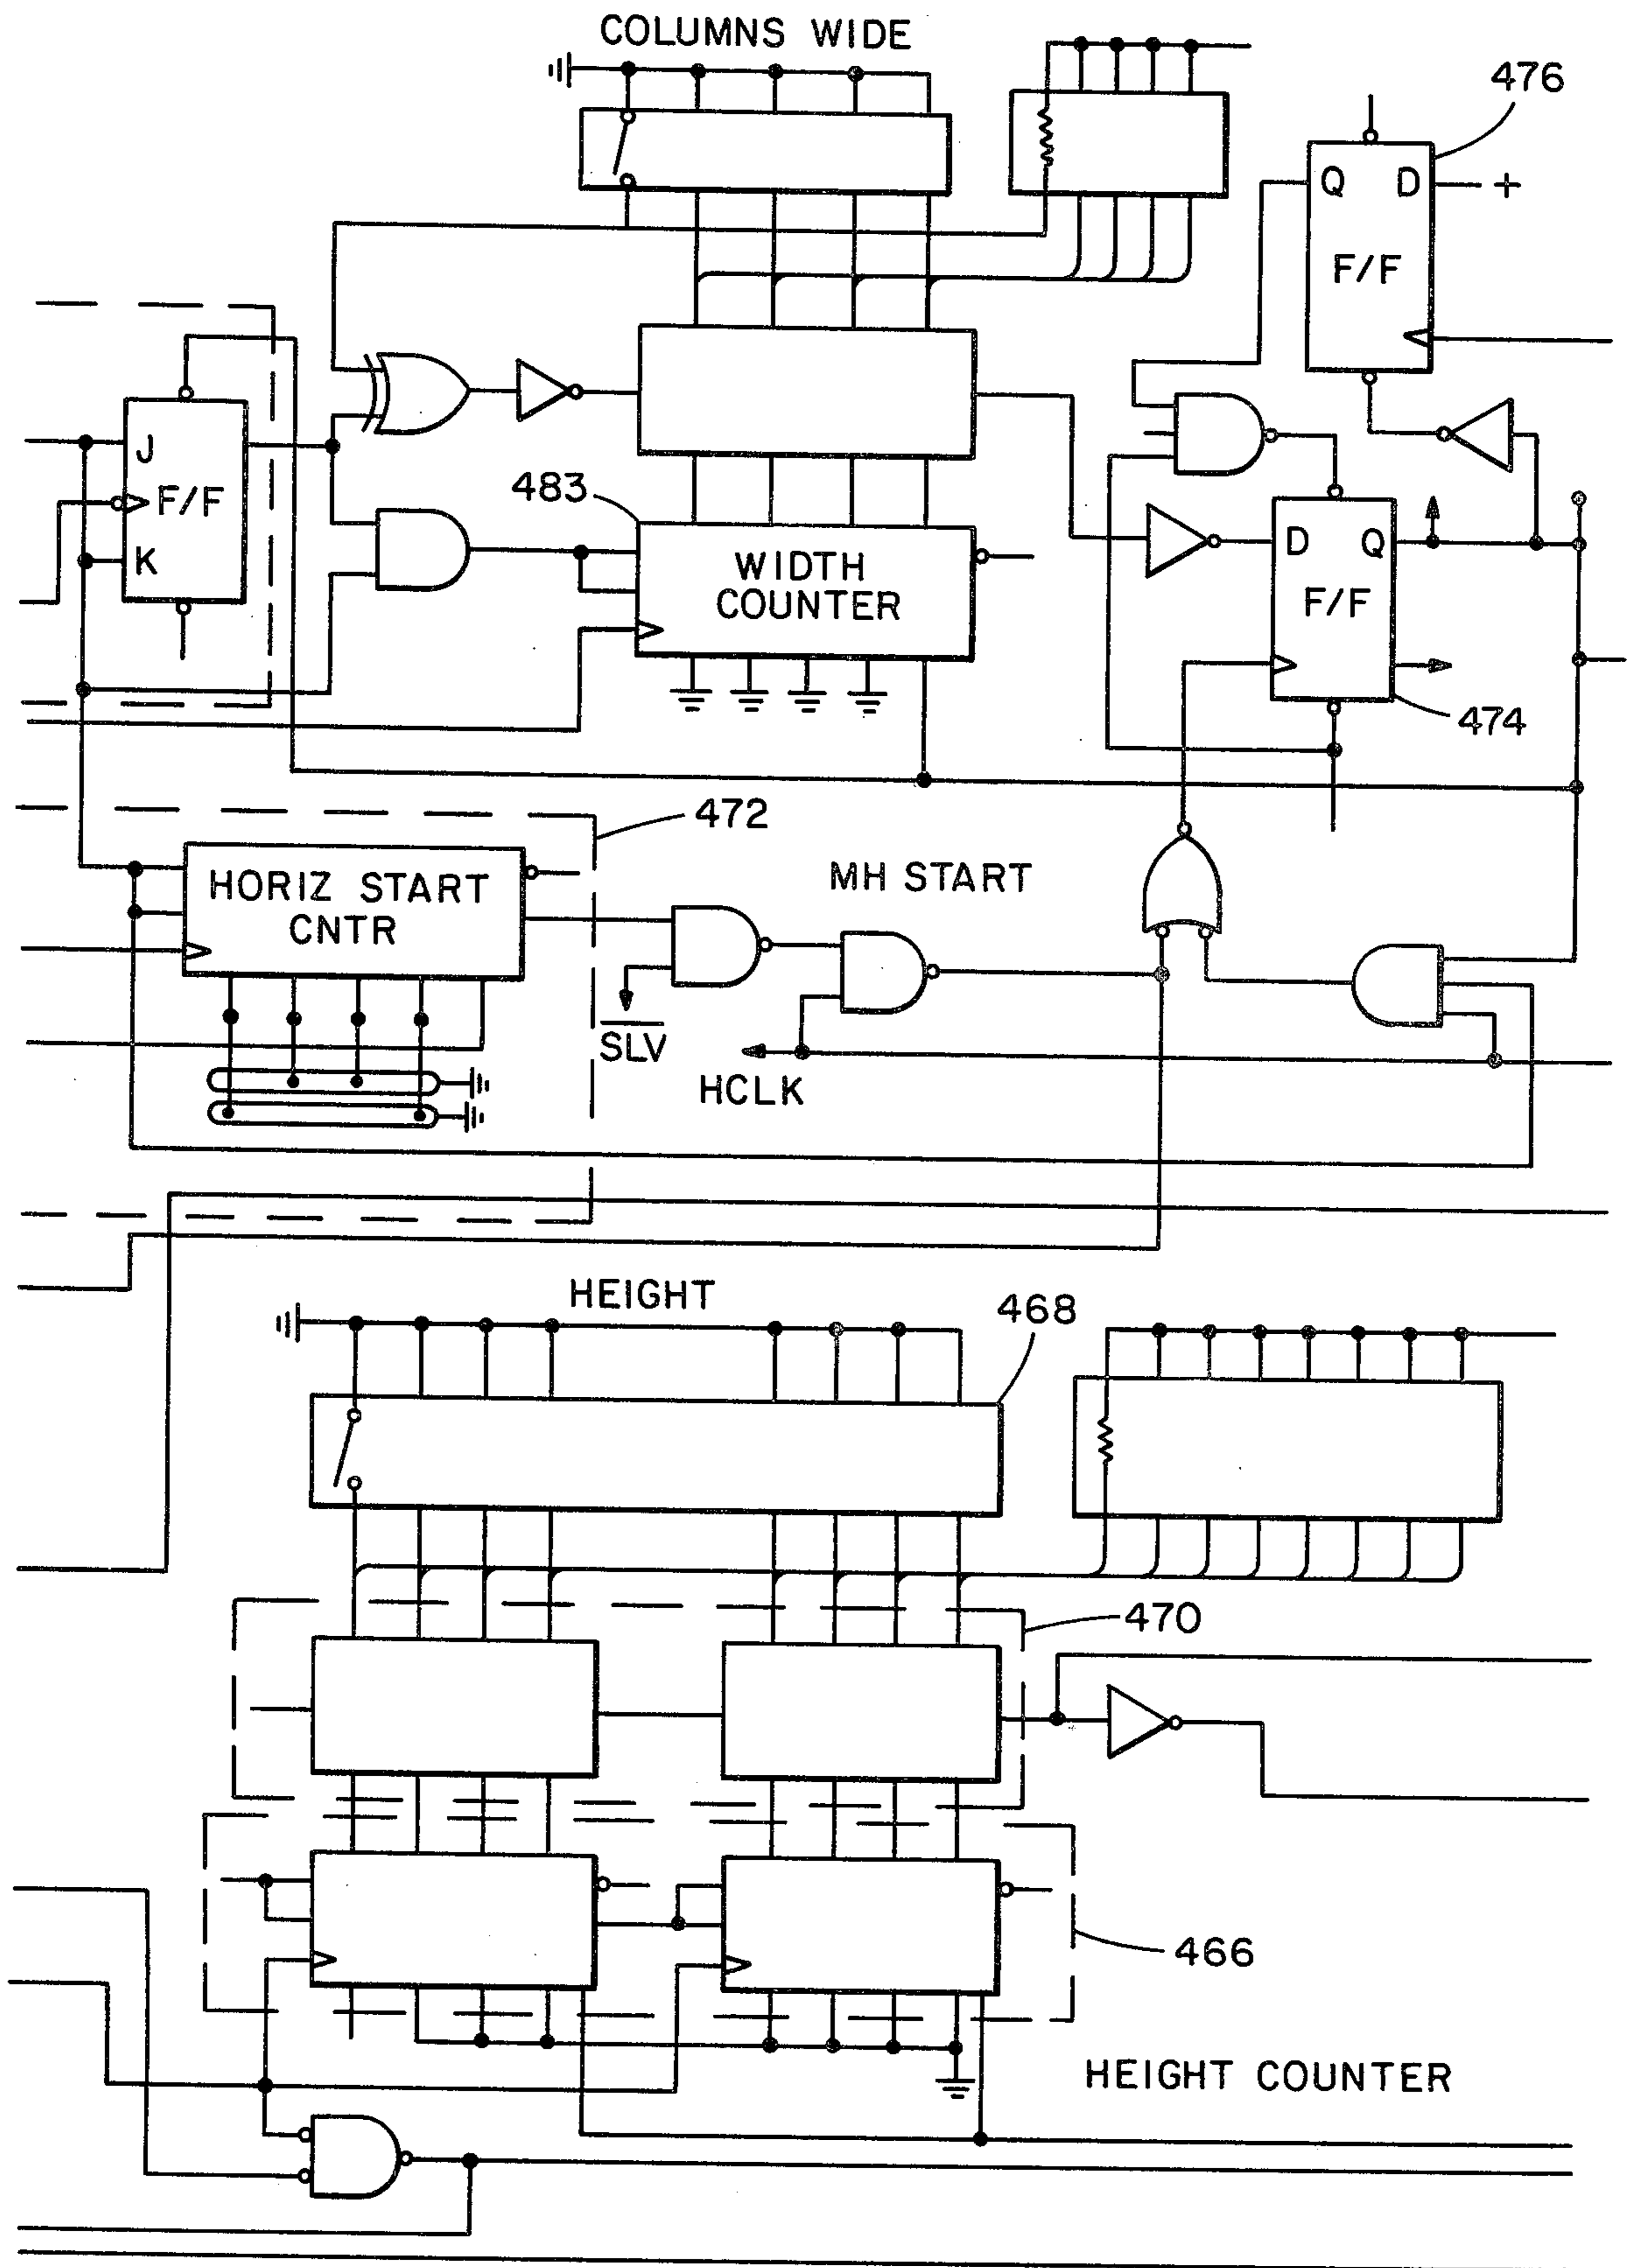 COLUMNS WIDE
476
Q D +
F/F
J
F/F
K
483
WIDTH
COUNTER
D Q
F/F
474
472
HORIZ START
CNTR
MH START
SLV
HCLK
HEIGHT
468
470
466
HEIGHT COUNTER